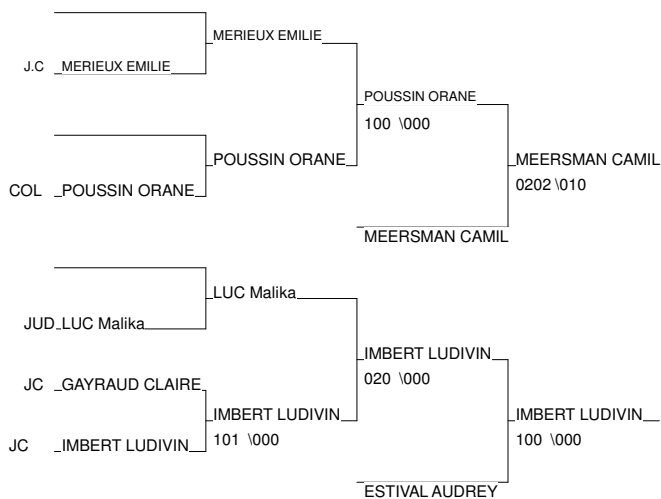 MERIEUX EMILIE
J.C MERIEUX EMILIE
POUSSIN ORANE
100 \000
POUSSIN ORANE
MEERSMAN CAMIL
0202 \010
COL POUSSIN ORANE
MEERSMAN CAMIL
LUC Malika
JUD LUC Malika
IMBERT LUDIVIN
020 \000
JC GAYRAUD CLAIRE
IMBERT LUDIVIN
101 \000
IMBERT LUDIVIN
100 \000
JC IMBERT LUDIVIN
ESTIVAL AUDREY